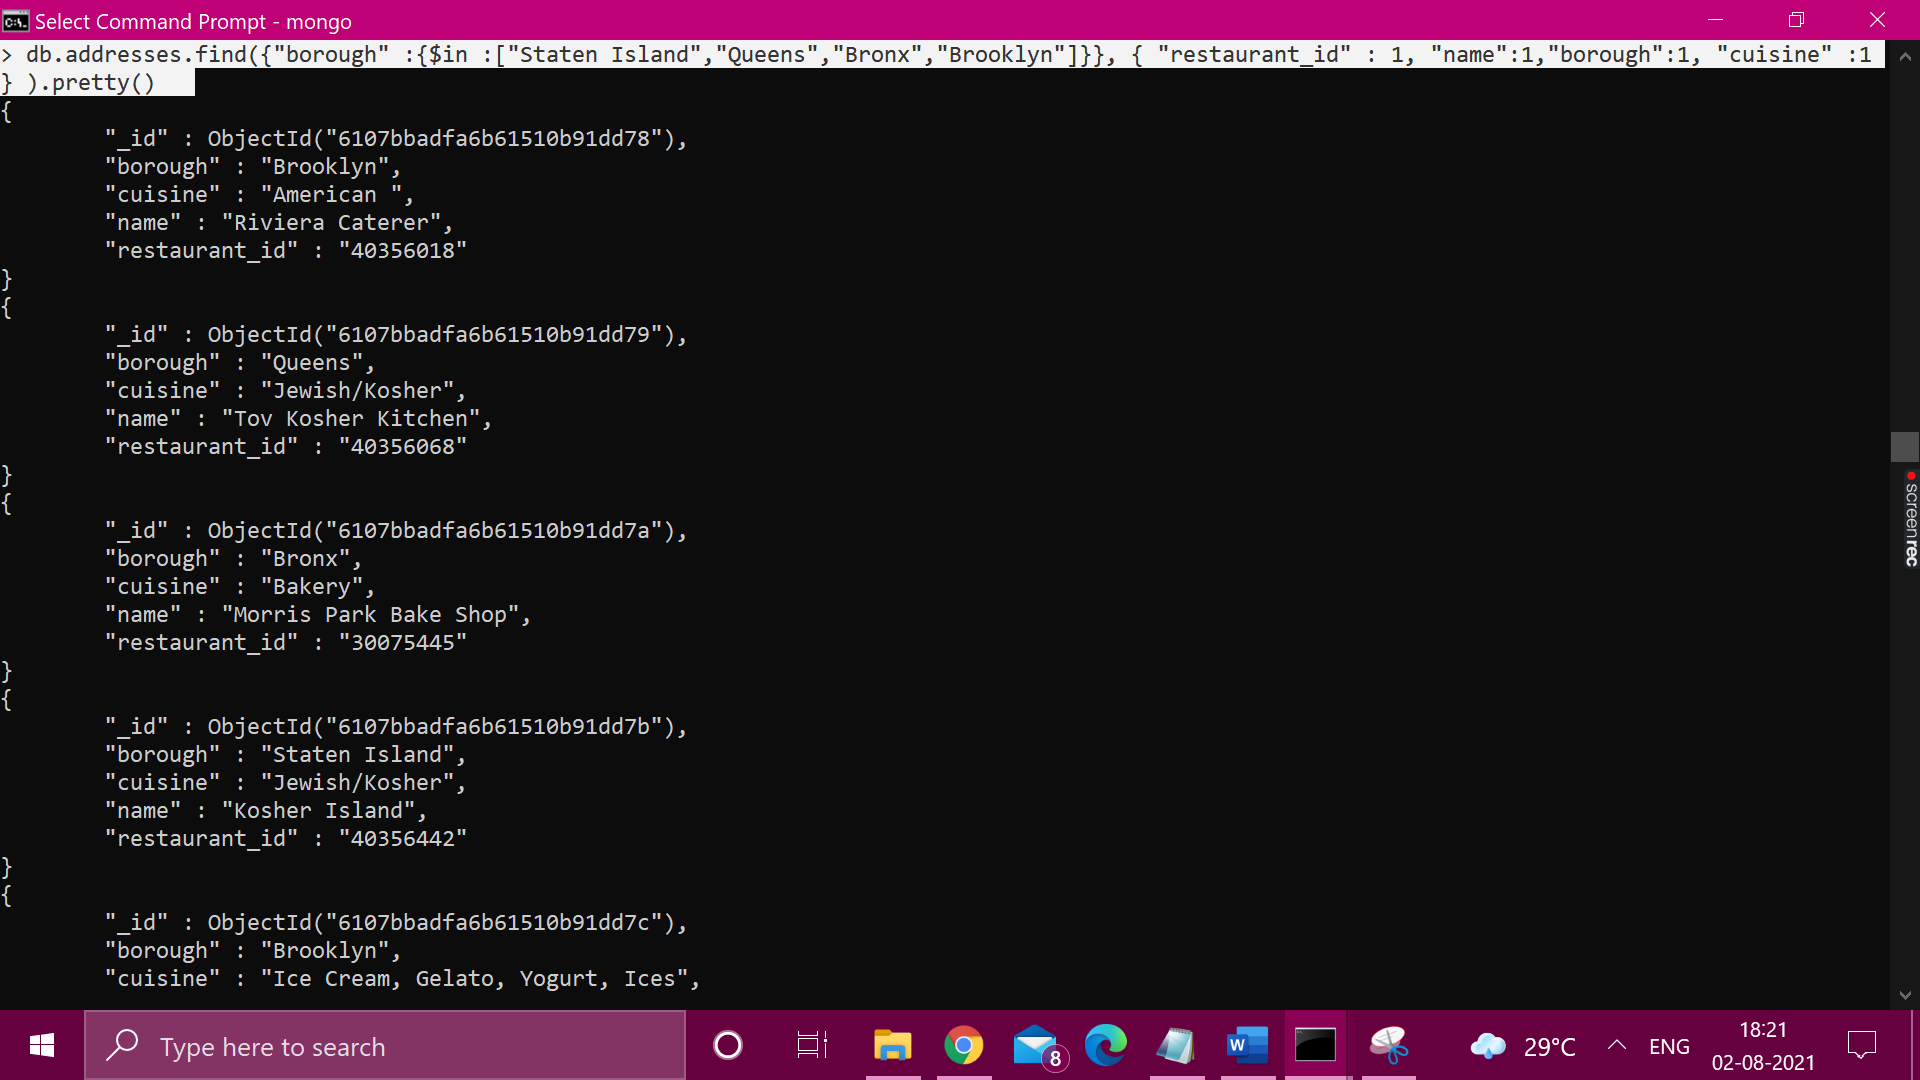 Select Command Prompt - mongo
> db.addresses.find({"borough" :{$in :["Staten Island","Queens","Bronx","Brooklyn"]}}, { "restaurant_id" : 1, "name":1,"borough":1, "cuisine" :1
} ).pretty()
{
"_id" : ObjectId("6107bbadfa6b61510b91dd78"),
"borough" : "Brooklyn",
"cuisine" : "American ",
"name" : "Riviera Caterer",
"restaurant_id" : "40356018"
}
{
"_id" : ObjectId("6107bbadfa6b61510b91dd79"),
"borough" : "Queens",
"cuisine" : "Jewish/Kosher",
"name" : "Tov Kosher Kitchen",
"restaurant_id" : "40356068"
}
{
"_id" : ObjectId("6107bbadfa6b61510b91dd7a"),
"borough" : "Bronx",
"cuisine" : "Bakery",
"name" : "Morris Park Bake Shop",
"restaurant_id" : "30075445"
}
{
"_id" : ObjectId("6107bbadfa6b61510b91dd7b"),
"borough" : "Staten Island",
"cuisine" : "Jewish/Kosher",
"name" : "Kosher Island",
"restaurant_id" : "40356442"
}
{
"_id" : ObjectId("6107bbadfa6b61510b91dd7c"),
"borough" : "Brooklyn",
"cuisine" : "Ice Cream, Gelato, Yogurt, Ices",
screenrec
Type here to search
8
W
29°C
ENG
18:21
02-08-2021